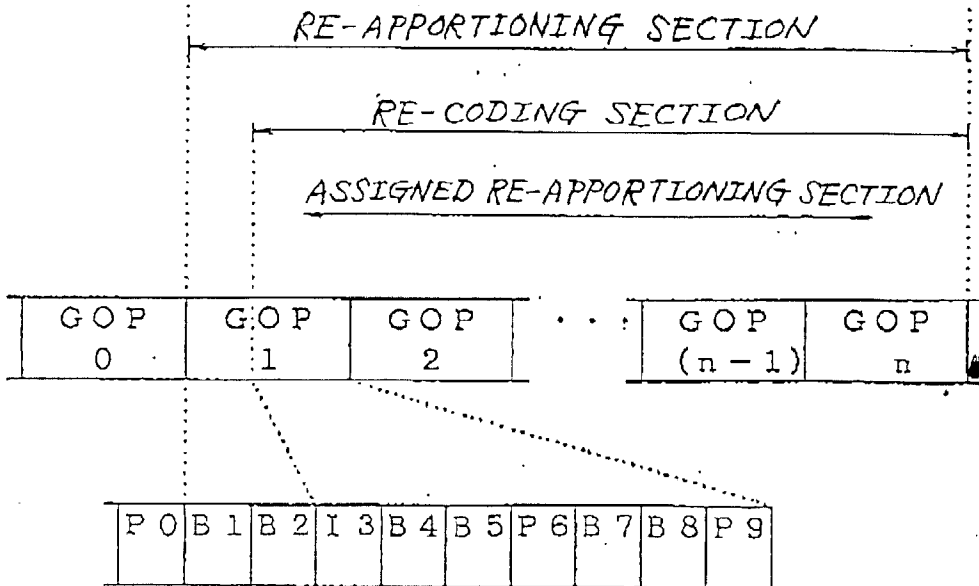 RE-APPORTIONING SECTION
RE-CODING SECTION
ASSIGNED RE-APPORTIONING SECTION
GOP GOP GOP ... GOP GOP
0 1 2 (n-1) n
P0 B1 B2 I3 B4 B5 P6 B7 B8 P9